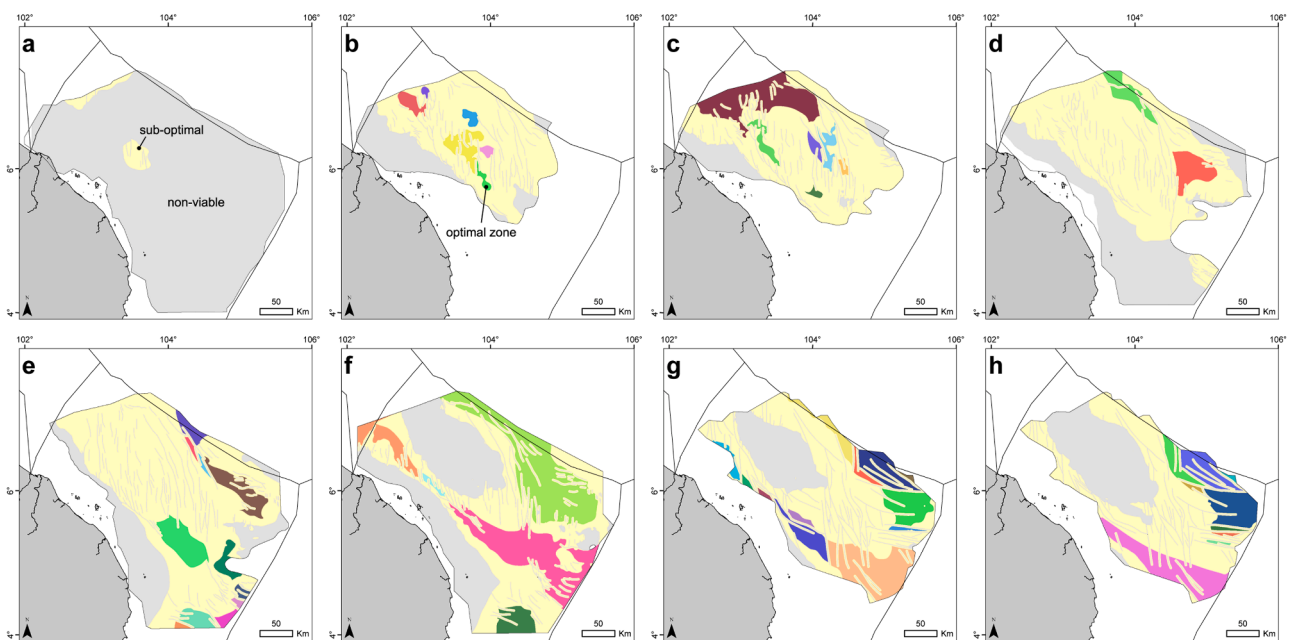 102° 104° 106° 102° 104° 106° 102° 104° 106° 102° 104° 106°
a b c d
sub-optimal
6° 6° 6° 6°
non-viable
optimal zone
N 50 N 50 N 50 N 50
4° Km 4° Km 4° Km 4° Km
102° 104° 106° 102° 104° 106° 102° 104° 106° 102° 104° 106°
e f g h
6° 6° 6° 6°
N 50 N 50 N 50 N 50
4° Km 4° Km 4° Km 4° Km